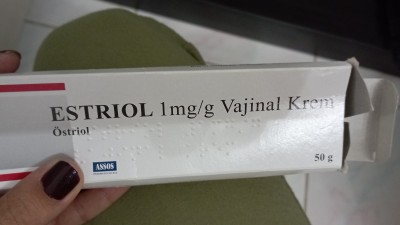 ESTRIOL 1mg/g Vajinal Krem
Östriol
ASSOS
50 g